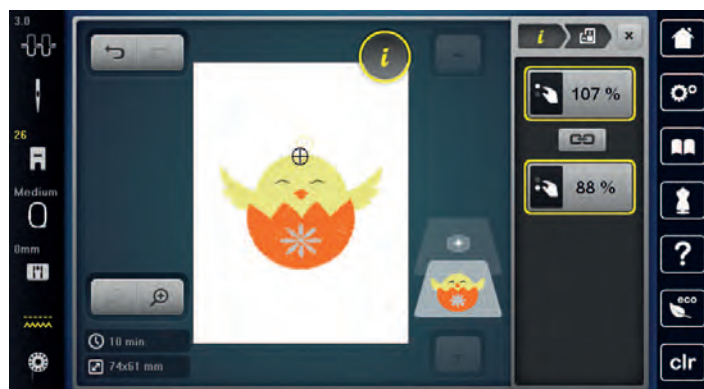 3.0
26
Medium
0mm
i
10 min
74x61 mm
i
×
107 %
88 %
?
eco
clr